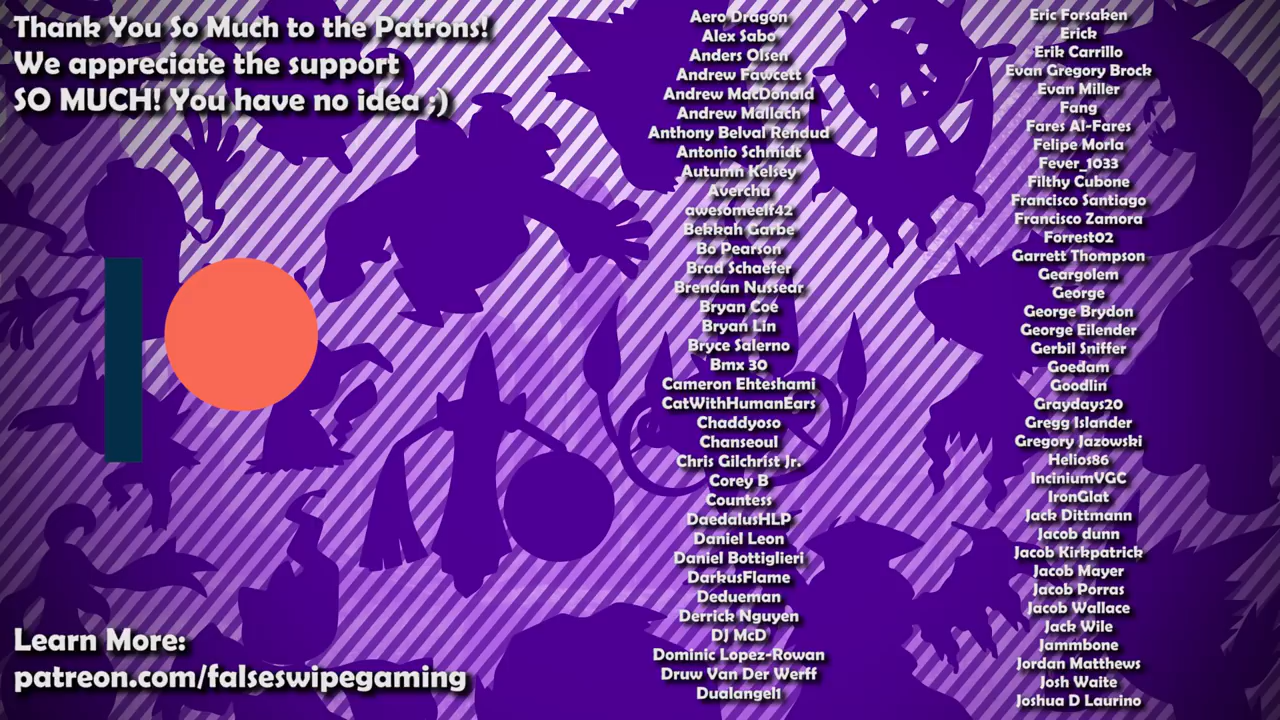 Thank You So Much to the Patrons!
We appreciate the support
SO MUCH! You have no idea ;)
Learn More:
patreon.com/falseswipegaming
Aero Dragon
Alex Sabo
Anders Olsen
Andrew Fawcett
Andrew MacDonald
Andrew Mallach
Anthony Belval Rendud
Antonio Schmidt
Autumn Kelsey
Averchu
awesomeelf42
Bekkah Garbe
Bo Pearson
Brad Schaefer
Brendan Nussear
Bryan Coe
Bryan Lin
Bryce Salerno
Bmx 30
Cameron Ehteshami
CatWithHumanEars
Chaddyoso
Chanseoul
Chris Gilchrist Jr.
Corey B
Countess
DaedalusHLP
Daniel Leon
Daniel Bottiglieri
DarkusFlame
Dedueman
Derrick Nguyen
DJ McD
Dominic Lopez-Rowan
Druw Van Der Werff
Dualangel1
Eric Forsaken
Erick
Erik Carrillo
Evan Gregory Brock
Evan Miller
Fang
Fares Al-Fares
Felipe Morla
Fever_1033
Filthy Cubone
Francisco Santiago
Francisco Zamora
Forrest02
Garrett Thompson
Geargolem
George
George Brydon
George Eilender
Gerbil Sniffer
Goedam
Goodlin
Graydays20
Gregg Islander
Gregory Jazowski
Helios86
InciniumVGC
IronGlat
Jack Dittmann
Jacob dunn
Jacob Kirkpatrick
Jacob Mayer
Jacob Porras
Jacob Wallace
Jack Wile
Jammbone
Jordan Matthews
Josh Waite
Joshua D Laurino